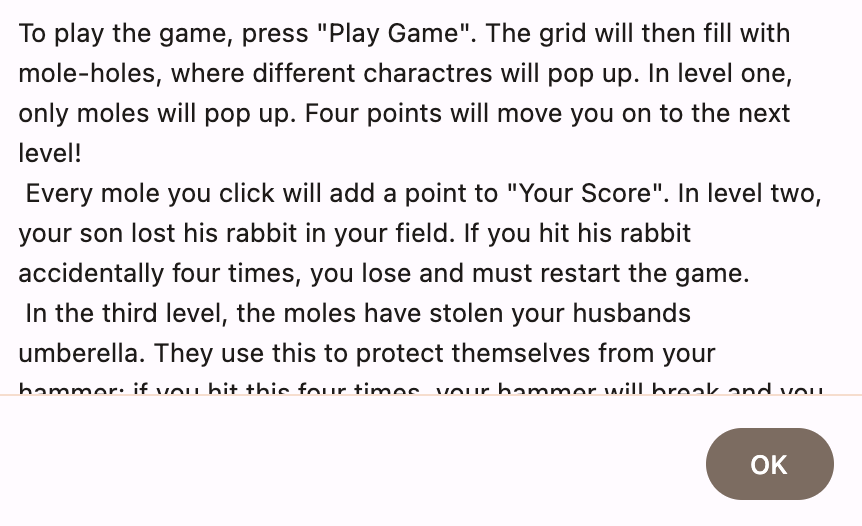 To play the game, press "Play Game". The grid will then fill with
mole-holes, where different charactres will pop up. In level one,
only moles will pop up. Four points will move you on to the next
level!
Every mole you click will add a point to "Your Score". In level two,
your son lost his rabbit in your field. If you hit his rabbit
accidentally four times, you lose and must restart the game.
In the third level, the moles have stolen your husbands
umberella. They use this to protect themselves from your
hammer; if you hit this four times, your hammer will break and you
OK